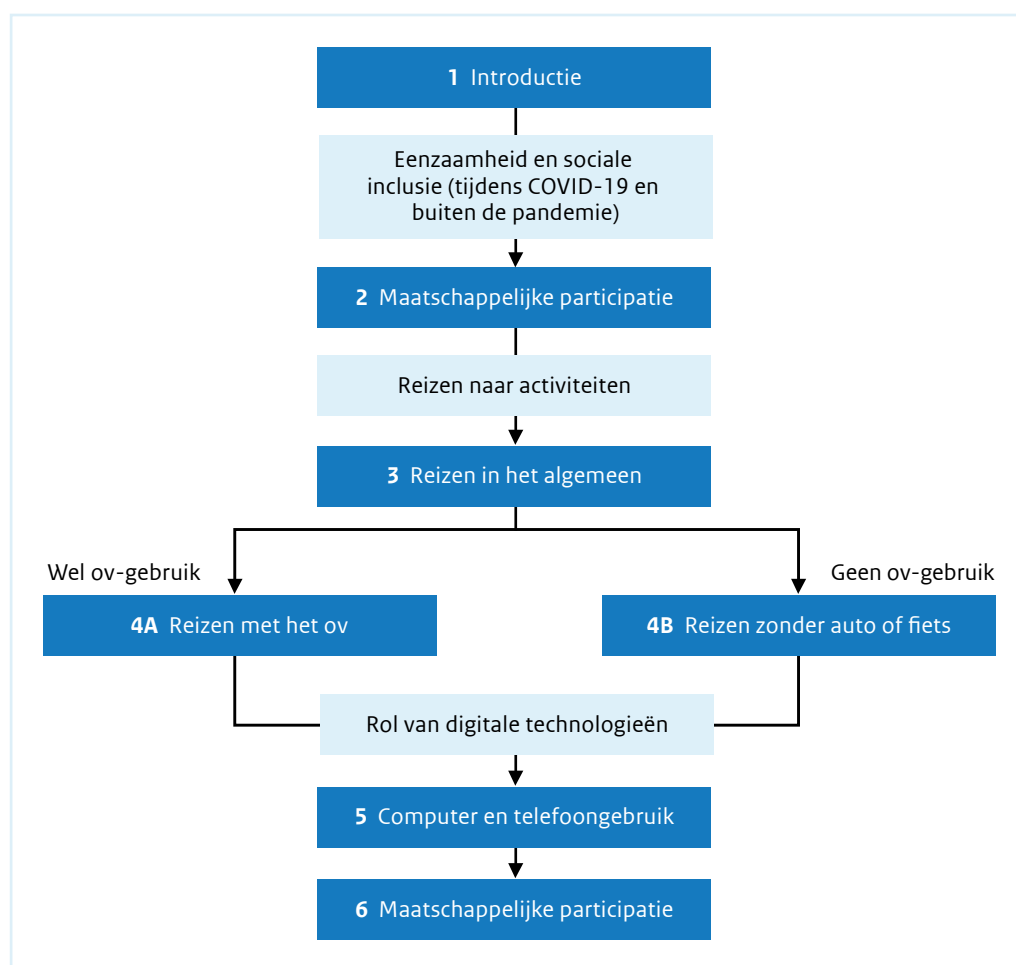 1 Introductie
Eenzaamheid en sociale
inclusie (tijdens COVID-19 en
buiten de pandemie)
2 Maatschappelijke participatie
Reizen naar activiteiten
3 Reizen in het algemeen
Wel ov-gebruik
Geen ov-gebruik
4A Reizen met het ov
4B Reizen zonder auto of fiets
Rol van digitale technologieën
5 Computer en telefoongebruik
6 Maatschappelijke participatie